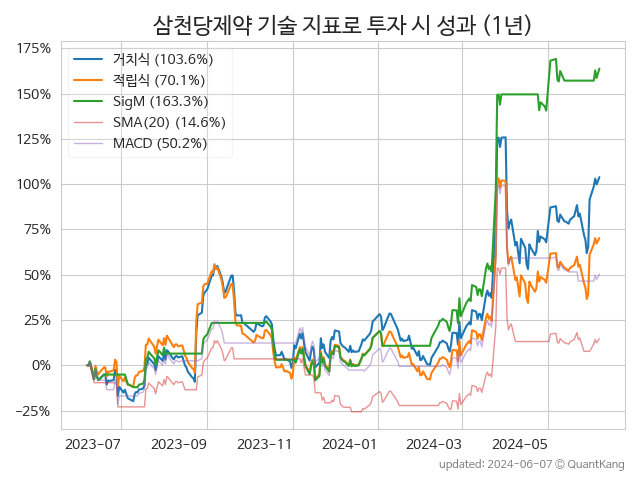 삼천당제약 기술 지표로 투자 시 성과 (1년)
거치식 (103.6%)
적립식 (70.1%)
SigM (163.3%)
SMA(20) (14.6%)
MACD (50.2%)
175%
150%
125%
100%
75%
50%
25%
0%
−25%
2023-07 2023-09 2023-11 2024-01 2024-03 2024-05
updated: 2024-06-07 © QuantKang